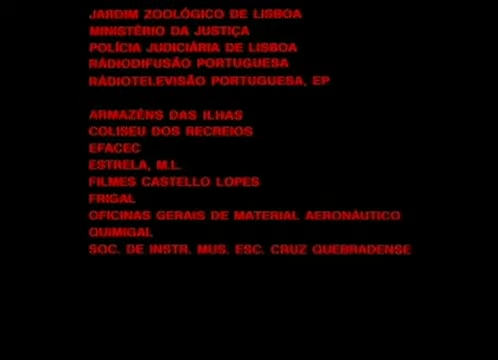 JARDIM ZOOLÓGICO DE LISBOA
MINISTÉRIO DA JUSTIÇA
POLÍCIA JUDICIÁRIA DE LISBOA
RÁDIODIFUSÃO PORTUGUESA
RÁDIOTELEVISÃO PORTUGUESA, EP
ARMAZÉNS DAS ILHAS
COLISEU DOS RECREIOS
EFACEC
ESTRELA, M.L.
FILMES CASTELLO LOPES
FRIGAL
OFICINAS GERAIS DE MATERIAL AERONÁUTICO
QUIMIGAL
SOC. DE INSTR. MUS. ESC. CRUZ QUEBRADENSE